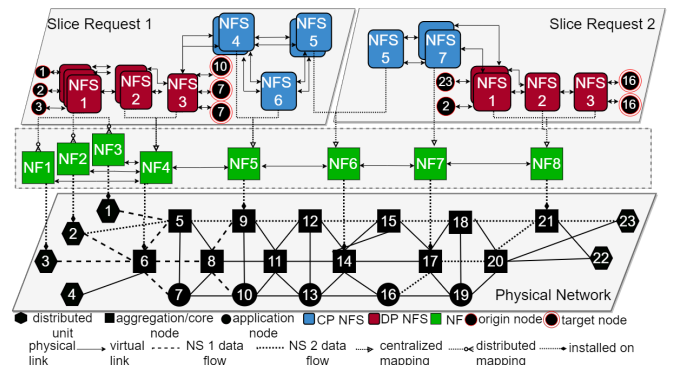 Slice Request 1
Slice Request 2
NFS 4
NFS 5
NFS 6
NFS 1
NFS 2
NFS 3
1
2
3
10
7
7
NFS 5
NFS 7
NFS 1
NFS 2
NFS 3
23
2
16
16
NF1
NF2
NF3
NF4
NF5
NF6
NF7
NF8
1
2
3
4
5
9
12
15
18
21
23
6
8
11
14
17
20
22
7
10
13
16
19
Physical Network
distributed unit
aggregation/core node
application node
CP NFS
DP NFS
NF
origin node
target node
physical link
virtual link
NS 1 data flow
NS 2 data flow
centralized mapping
distributed mapping
installed on